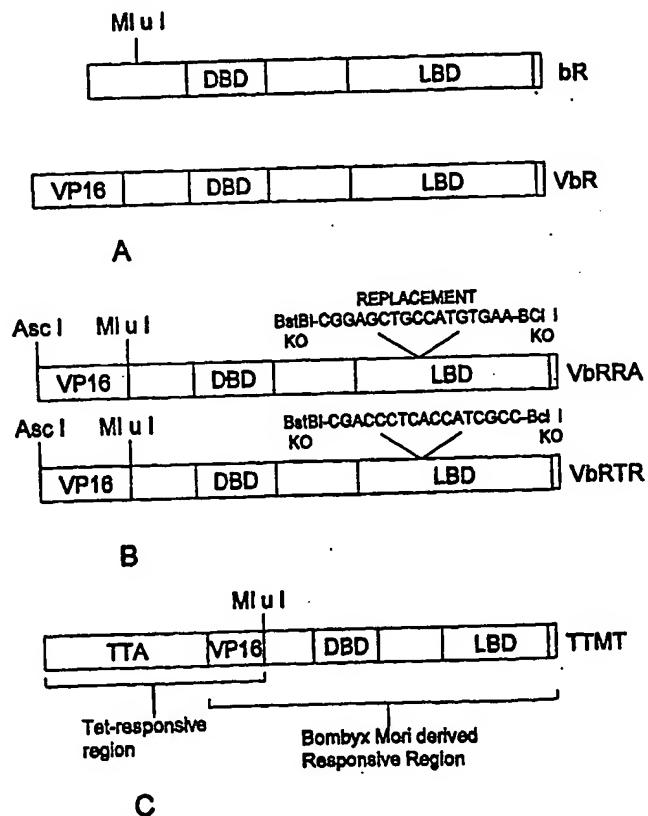 Ml u I
DBD LBD bR
VP16 DBD LBD VbR
A
REPLACEMENT
Asc I Ml u I BstBI-CGGAGCTGCCATGTGAA-BCl I
KO KO
VP16 DBD LBD VbRRA
Asc I Ml u I BstBI-CGACCCTCACCATCGCC-Bcl I
KO KO
VP16 DBD LBD VbRTR
B
Ml u I
TTA VP16 DBD LBD TTMT
Tet-responsive
region
Bombyx Mori derived
Responsive Region
C